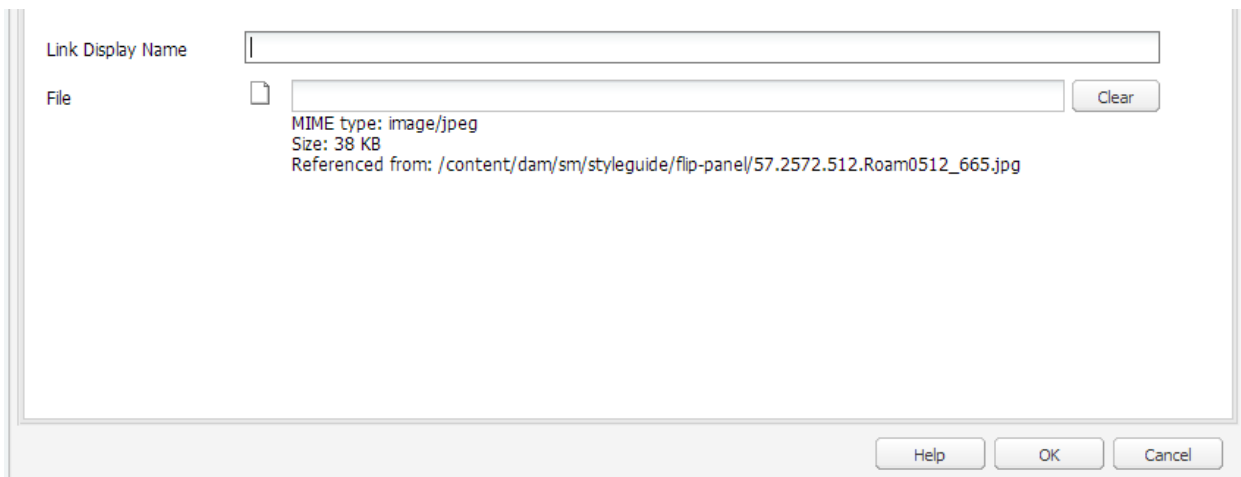 Link Display Name
File
Clear
MIME type: image/jpeg
Size: 38 KB
Referenced from: /content/dam/sm/styleguide/flip-panel/57.2572.512.Roam0512_665.jpg
Help
OK
Cancel